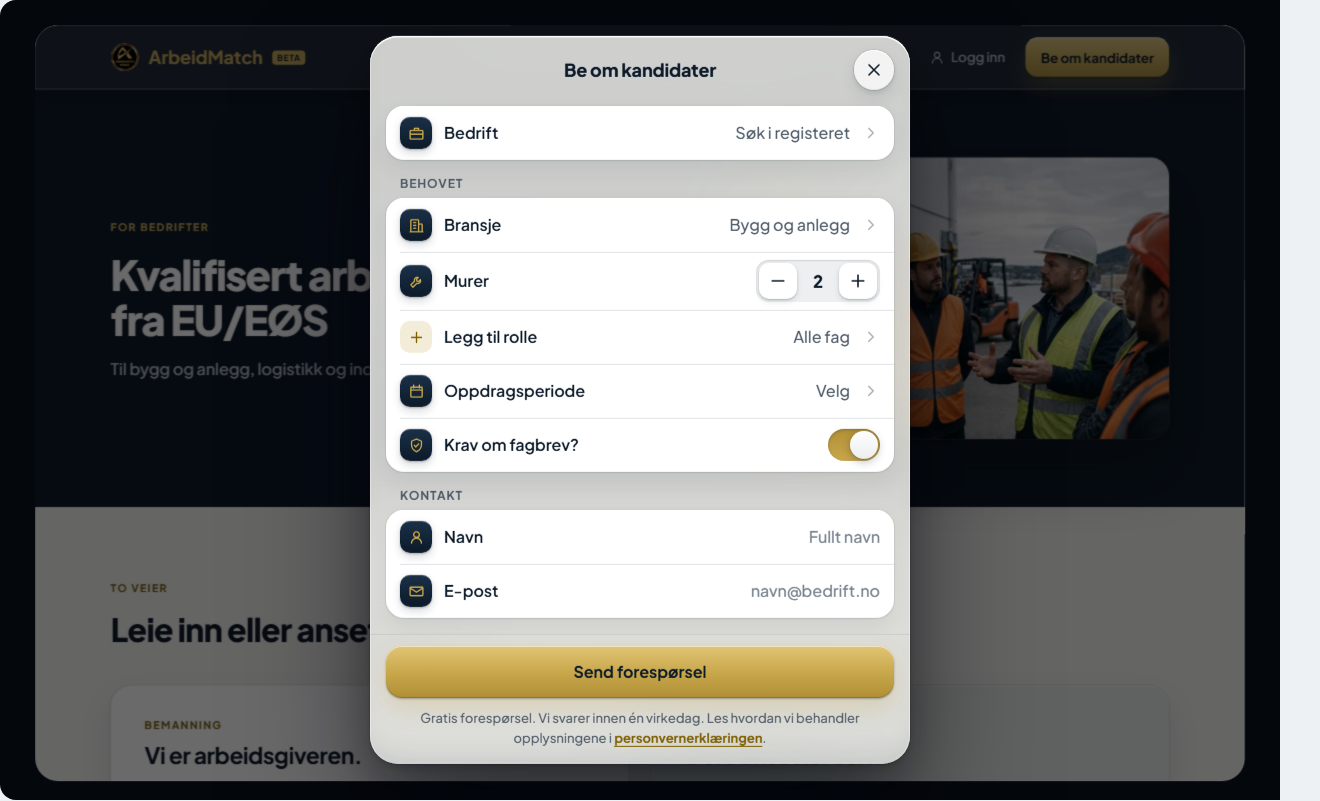 ArbeidMatch BETA
Logg inn
Be om kandidater
FOR BEDRIFTER
Kvalifisert arb
fra EU/EØS
Til bygg og anlegg, logistikk og ind
TO VEIER
Leie inn eller anset
BEMANNING
Vi er arbeidsgiveren.
Be om kandidater
Bedrift Søk i registeret
BEHOVET
Bransje Bygg og anlegg
Murer 2
Legg til rolle Alle fag
Oppdragsperiode Velg
Krav om fagbrev?
KONTAKT
Navn Fullt navn
E-post navn@bedrift.no
Send forespørsel
Gratis forespørsel. Vi svarer innen én virkedag. Les hvordan vi behandler
opplysningene i personvernerklæringen.